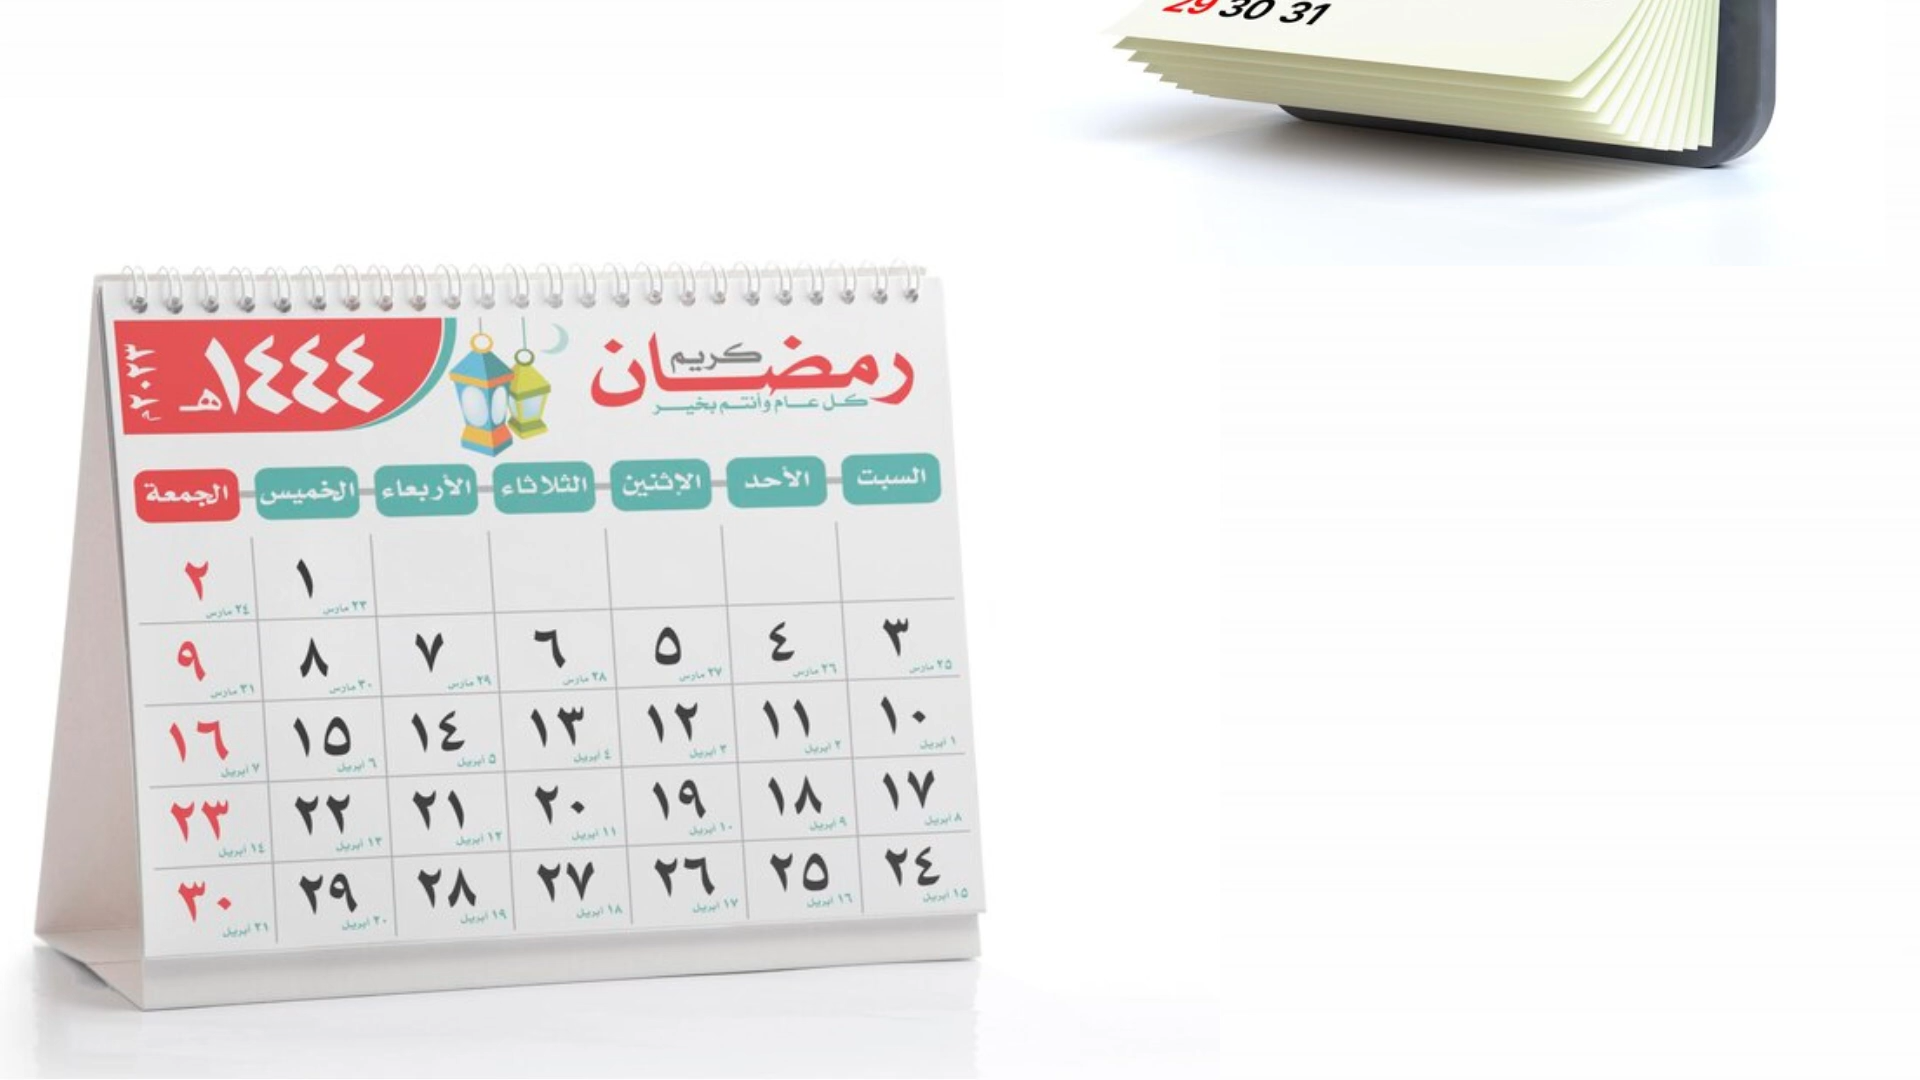 29 30 31
رمضان
كريم
كل عام وأنتم بخير
١٤٤٤هـ
٢٠٢٣م
السبت الأحد الإثنين الثلاثاء الأربعاء الخميس الجمعة
١ ٢
٢٣ مارس ٢٤ مارس
٣ ٤ ٥ ٦ ٧ ٨ ٩
٢٥ مارس ٢٦ مارس ٢٧ مارس ٢٨ مارس ٢٩ مارس ٣٠ مارس ٣١ مارس
١٠ ١١ ١٢ ١٣ ١٤ ١٥ ١٦
١ ابريل ٢ ابريل ٣ ابريل ٤ ابريل ٥ ابريل ٦ ابريل ٧ ابريل
١٧ ١٨ ١٩ ٢٠ ٢١ ٢٢ ٢٣
٨ ابريل ٩ ابريل ١٠ ابريل ١١ ابريل ١٢ ابريل ١٣ ابريل ١٤ ابريل
٢٤ ٢٥ ٢٦ ٢٧ ٢٨ ٢٩ ٣٠
١٥ ابريل ١٦ ابريل ١٧ ابريل ١٨ ابريل ١٩ ابريل ٢٠ ابريل ٢١ ابريل